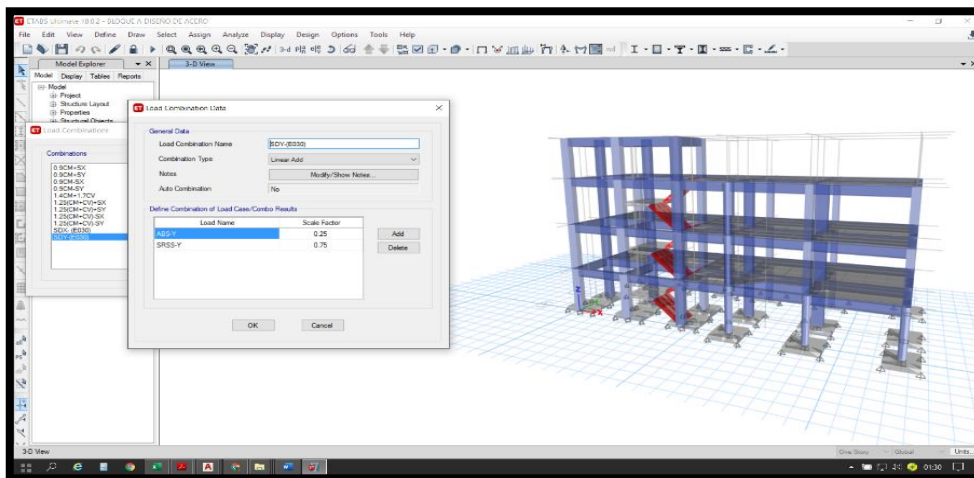 ETABS Ultimate 18.0.2 - BLOQUE A DISEÑO DE ACERO
File Edit View Define Draw Select Assign Analyze Display Design Options Tools Help
Model Explorer
3-D View
Model Display Tables Reports
Model
Project
Structure Layout
Properties
Structural Objects
Load Combinations
Combinations
0.9CM+SX
0.9CM+SY
0.9CM-SX
0.9CM-SY
1.4CM+1.7CV
1.25(CM+CV)+SX
1.25(CM+CV)+SY
1.25(CM+CV)-SX
1.25(CM+CV)-SY
SDX- (E030)
SDY-(E030)
Load Combination Data
General Data
Load Combination Name SDY-(E030)
Combination Type Linear Add
Notes Modify/Show Notes...
Auto Combination No
Define Combination of Load Case/Combo Results
Load Name Scale Factor
ABS-Y 0.25 Add
SRSS-Y 0.75 Delete
OK Cancel
Z
X
3-D View
One Story Global Units...
01:30